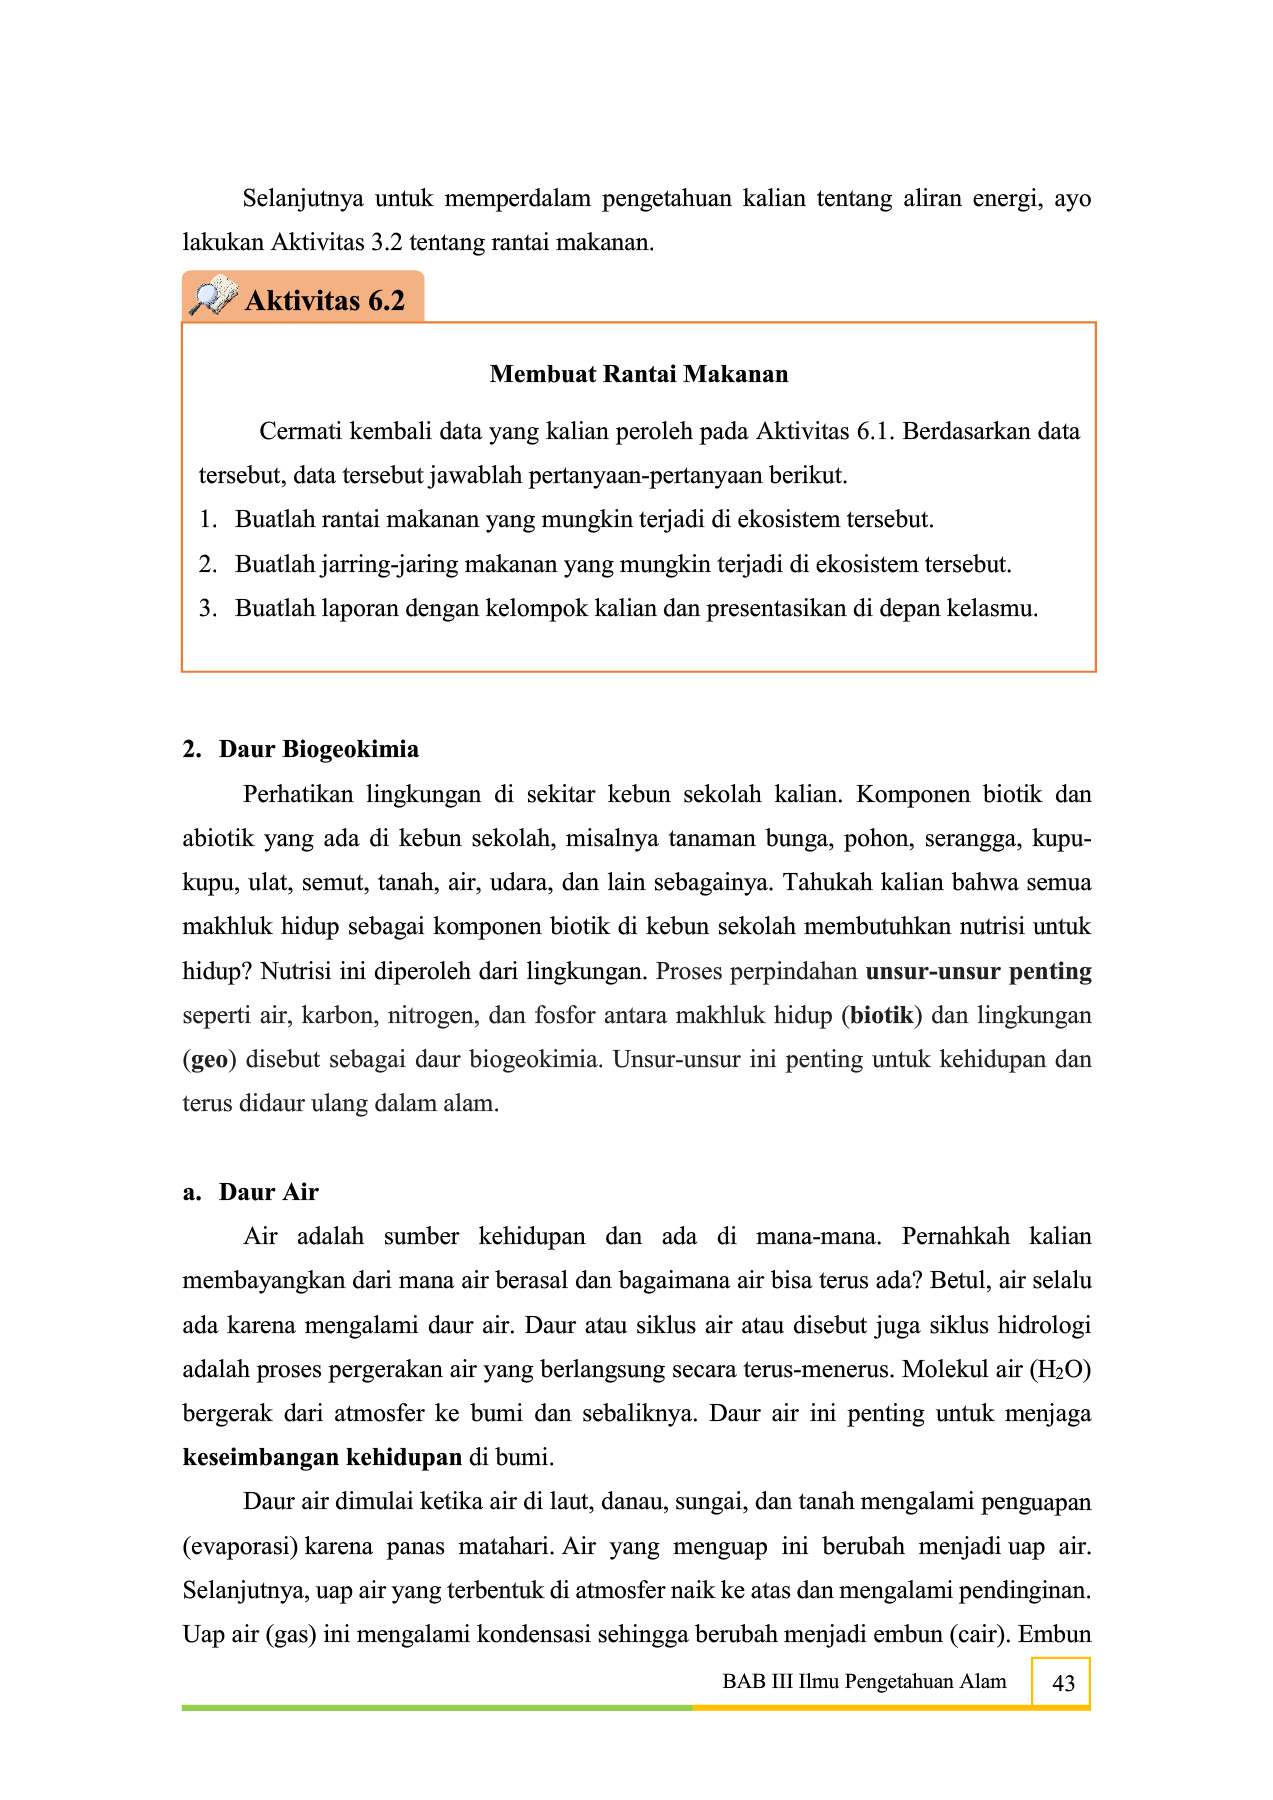 Selanjutnya untuk memperdalam pengetahuan kalian tentang aliran energi, ayo
lakukan Aktivitas 3.2 tentang rantai makanan.
Aktivitas 6.2
Membuat Rantai Makanan
Cermati kembali data yang kalian peroleh pada Aktivitas 6.1. Berdasarkan data
tersebut, data tersebut jawablah pertanyaan-pertanyaan berikut.
1. Buatlah rantai makanan yang mungkin terjadi di ekosistem tersebut.
2. Buatlah jarring-jaring makanan yang mungkin terjadi di ekosistem tersebut.
3. Buatlah laporan dengan kelompok kalian dan presentasikan di depan kelasmu.
2. Daur Biogeokimia
Perhatikan lingkungan di sekitar kebun sekolah kalian. Komponen biotik dan
abiotik yang ada di kebun sekolah, misalnya tanaman bunga, pohon, serangga, kupu-
kupu, ulat, semut, tanah, air, udara, dan lain sebagainya. Tahukah kalian bahwa semua
makhluk hidup sebagai komponen biotik di kebun sekolah membutuhkan nutrisi untuk
hidup? Nutrisi ini diperoleh dari lingkungan. Proses perpindahan unsur-unsur penting
seperti air, karbon, nitrogen, dan fosfor antara makhluk hidup (biotik) dan lingkungan
(geo) disebut sebagai daur biogeokimia. Unsur-unsur ini penting untuk kehidupan dan
terus didaur ulang dalam alam.
a. Daur Air
Air adalah sumber kehidupan dan ada di mana-mana. Pernahkah kalian
membayangkan dari mana air berasal dan bagaimana air bisa terus ada? Betul, air selalu
ada karena mengalami daur air. Daur atau siklus air atau disebut juga siklus hidrologi
adalah proses pergerakan air yang berlangsung secara terus-menerus. Molekul air (H₂O)
bergerak dari atmosfer ke bumi dan sebaliknya. Daur air ini penting untuk menjaga
keseimbangan kehidupan di bumi.
Daur air dimulai ketika air di laut, danau, sungai, dan tanah mengalami penguapan
(evaporasi) karena panas matahari. Air yang menguap ini berubah menjadi uap air.
Selanjutnya, uap air yang terbentuk di atmosfer naik ke atas dan mengalami pendinginan.
Uap air (gas) ini mengalami kondensasi sehingga berubah menjadi embun (cair). Embun
BAB III Ilmu Pengetahuan Alam 43